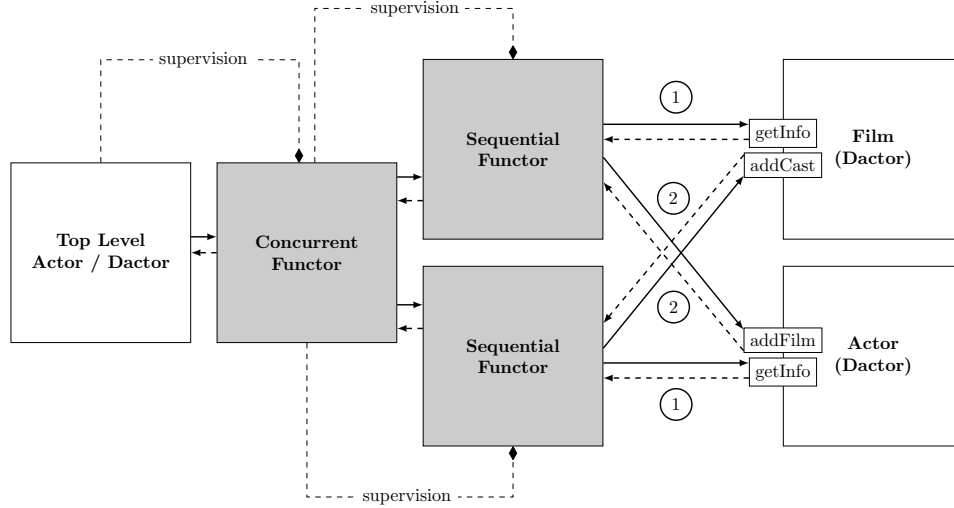 supervision
supervision
Top Level
Actor / Dactor
Concurrent
Functor
Sequential
Functor
Sequential
Functor
1
2
2
1
getInfo
addCast
Film
(Dactor)
addFilm
getInfo
Actor
(Dactor)
supervision